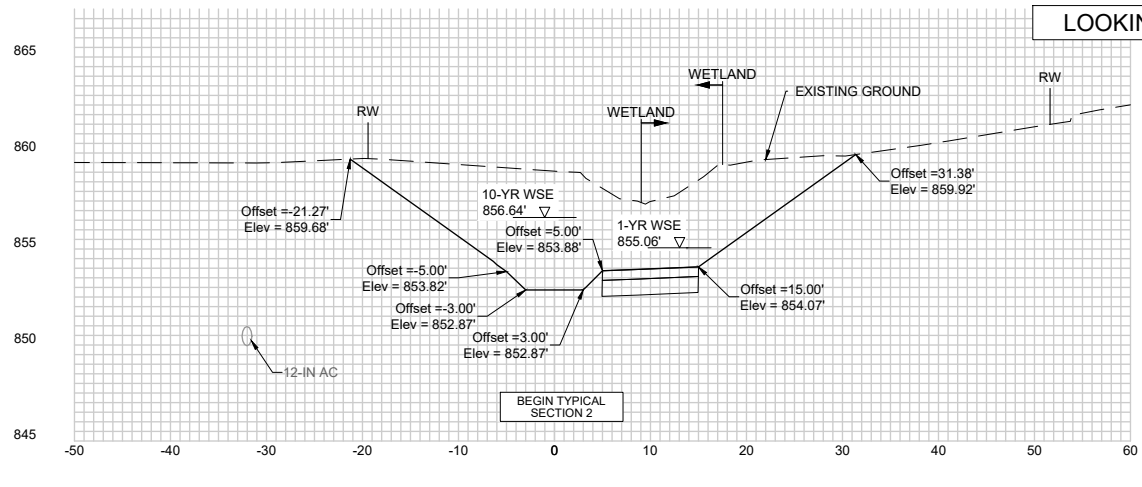 LOOKIN
865
860
855
850
845
RW
WETLAND
WETLAND
EXISTING GROUND
RW
Offset =-21.27'
Elev = 859.68'
10-YR WSE
856.64'
Offset =5.00'
Elev = 853.88'
1-YR WSE
855.06'
Offset =31.38'
Elev = 859.92'
Offset =-5.00'
Elev = 853.82'
Offset =-3.00'
Elev = 852.87'
Offset =3.00'
Elev = 852.87'
Offset =15.00'
Elev = 854.07'
12-IN AC
BEGIN TYPICAL
SECTION 2
-50 -40 -30 -20 -10 0 0 10 20 30 40 50 60